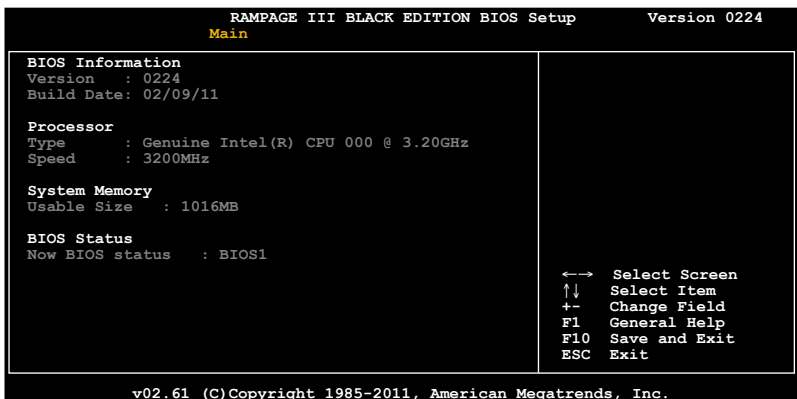 RAMPAGE III BLACK EDITION BIOS Setup Version 0224
Main
BIOS Information
Version : 0224
Build Date: 02/09/11
Processor
Type : Genuine Intel(R) CPU 000 @ 3.20GHz
Speed : 3200MHz
System Memory
Usable Size : 1016MB
BIOS Status
Now BIOS status : BIOS1
←→ Select Screen
↑↓ Select Item
+- Change Field
F1 General Help
F10 Save and Exit
ESC Exit
v02.61 (C)Copyright 1985-2011, American Megatrends, Inc.